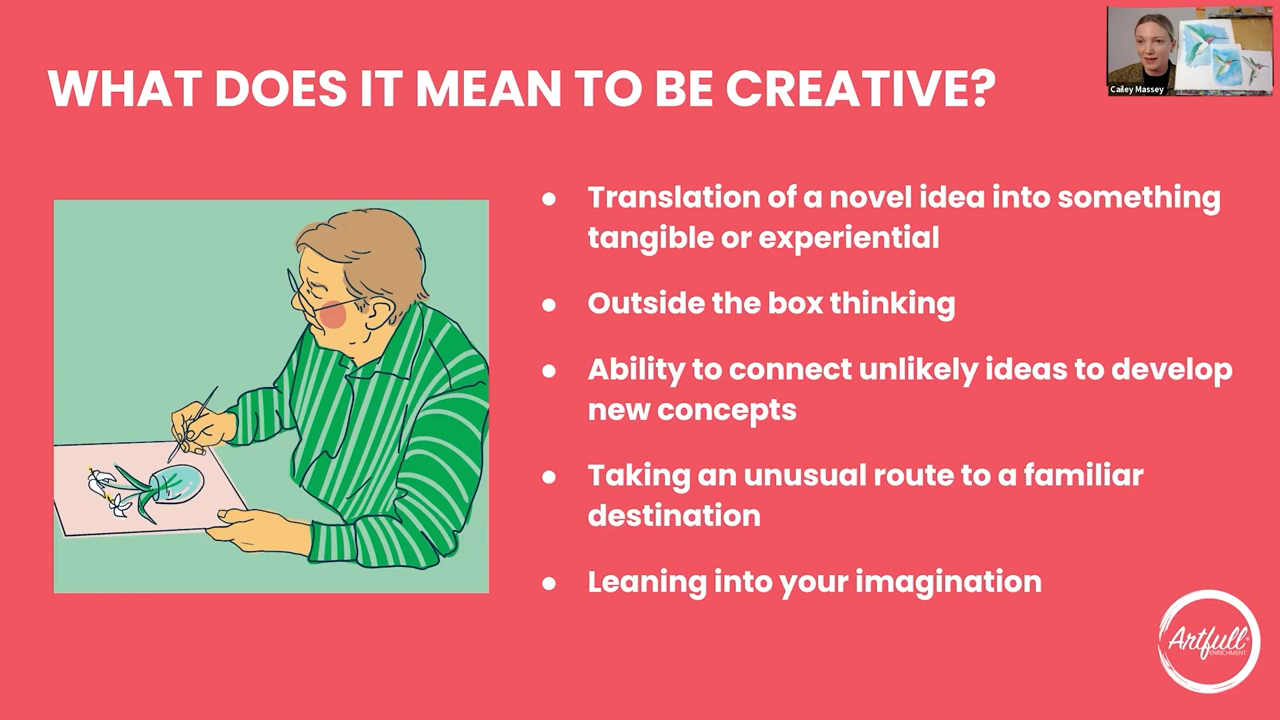 WHAT DOES IT MEAN TO BE CREATIVE?
Cailey Massey
● Translation of a novel idea into something
tangible or experiential
● Outside the box thinking
● Ability to connect unlikely ideas to develop
new concepts
● Taking an unusual route to a familiar
destination
● Leaning into your imagination
Artfull®
ENRICHMENT